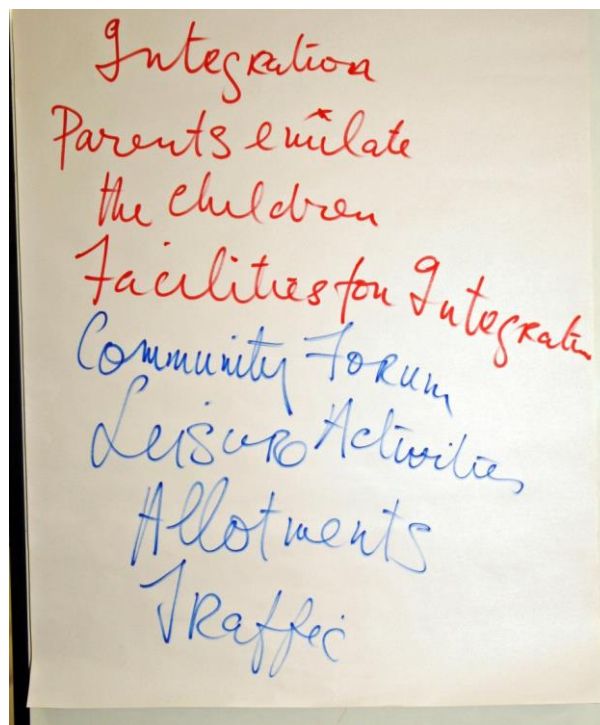 Integration
Parents emulate
the children
Facilities for Integration
Community Forum
Leisure Activities
Allotments
Traffic